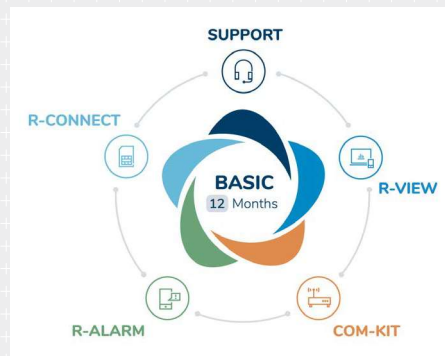 SUPPORT
R-CONNECT
BASIC
12 Months
R-VIEW
R-ALARM
COM-KIT